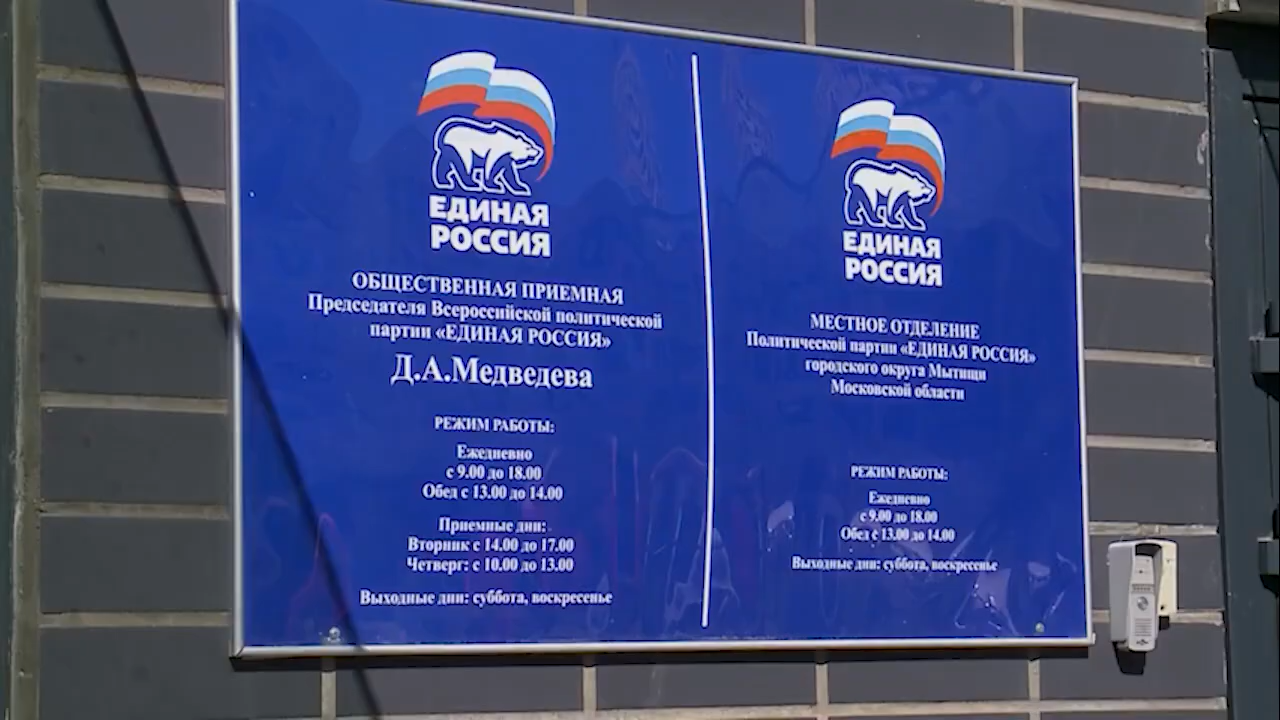 ЕДИНАЯ
РОССИЯ
ОБЩЕСТВЕННАЯ ПРИЕМНАЯ
Председателя Всероссийской политической
партии «ЕДИНАЯ РОССИЯ»
Д.А.Медведева
РЕЖИМ РАБОТЫ:
Ежедневно
с 9.00 до 18.00
Обед с 13.00 до 14.00
Приемные дни:
Вторник с 14.00 до 17.00
Четверг: с 10.00 до 13.00
Выходные дни: суббота, воскресенье
ЕДИНАЯ
РОССИЯ
МЕСТНОЕ ОТДЕЛЕНИЕ
Политической партии «ЕДИНАЯ РОССИЯ»
городского округа Мытищи
Московской области
РЕЖИМ РАБОТЫ:
Ежедневно
с 9.00 до 18.00
Обед с 13.00 до 14.00
Выходные дни: суббота, воскресенье